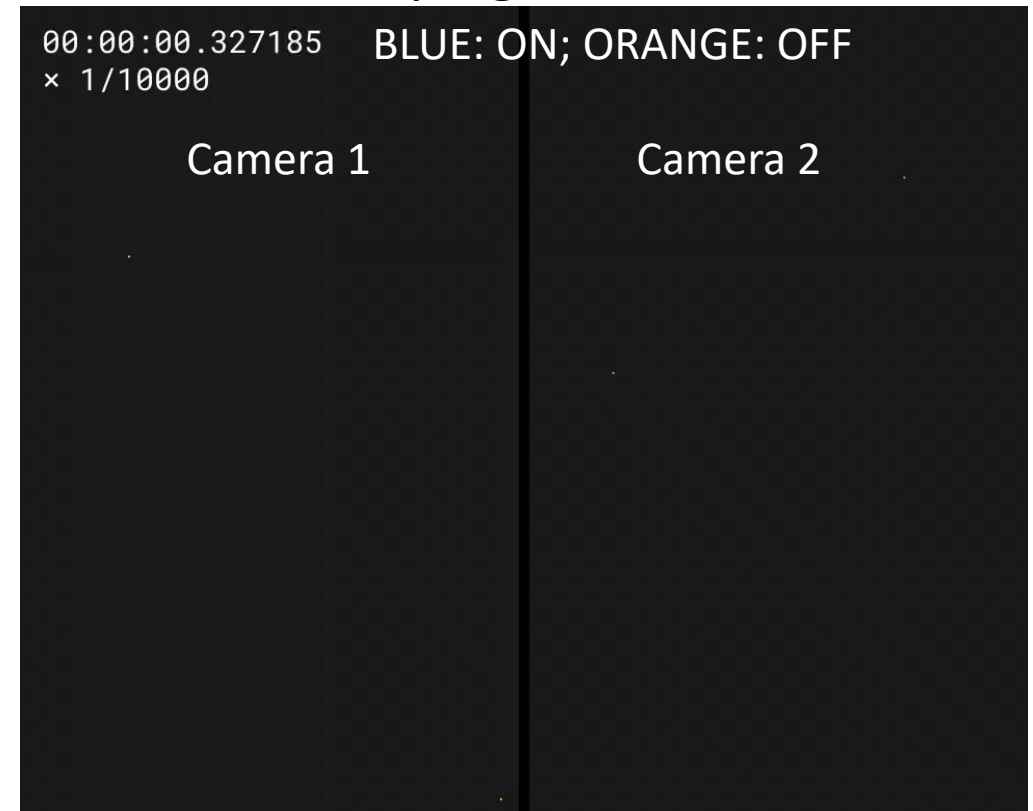 00:00:00.327185
× 1/10000
BLUE: ON; ORANGE: OFF
Camera 1
Camera 2